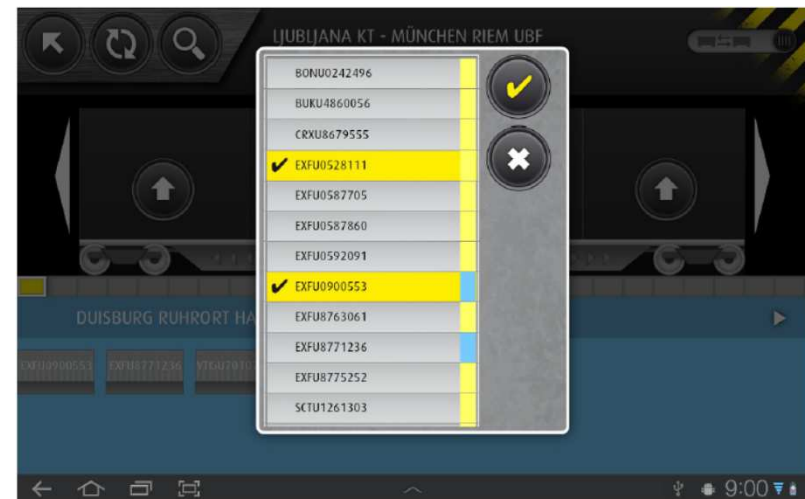 LJUBLJANA KT - MÜNCHEN RIEM UBF
BONU0242496
BUKU4860056
CRXU8679555
EXFU0528111
EXFU0587705
EXFU0587860
EXFU0592091
EXFU0900553
EXFU8763061
EXFU8771236
EXFU8775252
SCTU1261303
DUISBURG RUHRORT HA
EXFU0900553 EXFU8771236
9:00